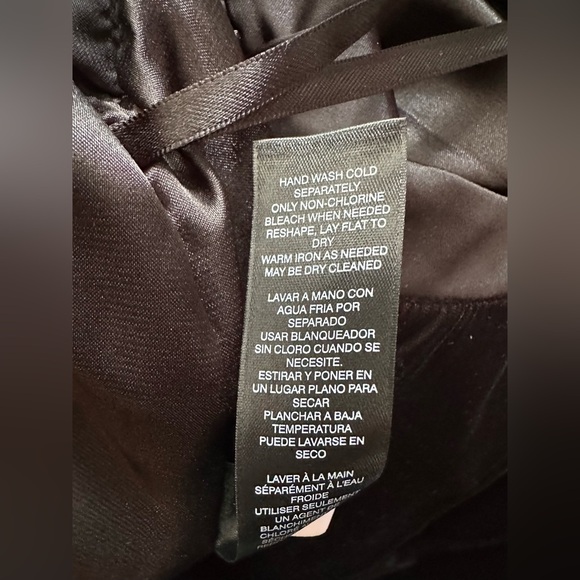 HAND WASH COLD
SEPARATELY
ONLY NON-CHLORINE
BLEACH WHEN NEEDED
RESHAPE, LAY FLAT TO
DRY
WARM IRON AS NEEDED
MAY BE DRY CLEANED
LAVAR A MANO CON
AGUA FRIA POR
SEPARADO
USAR BLANQUEADOR
SIN CLORO CUANDO SE
NECESITE.
ESTIRAR Y PONER EN
UN LUGAR PLANO PARA
SECAR
PLANCHAR A BAJA
TEMPERATURA
PUEDE LAVARSE EN
SECO
LAVER À LA MAIN
SÉPARÉMENT À L'EAU
FROIDE
UTILISER SEULEMENT
UN AGENT